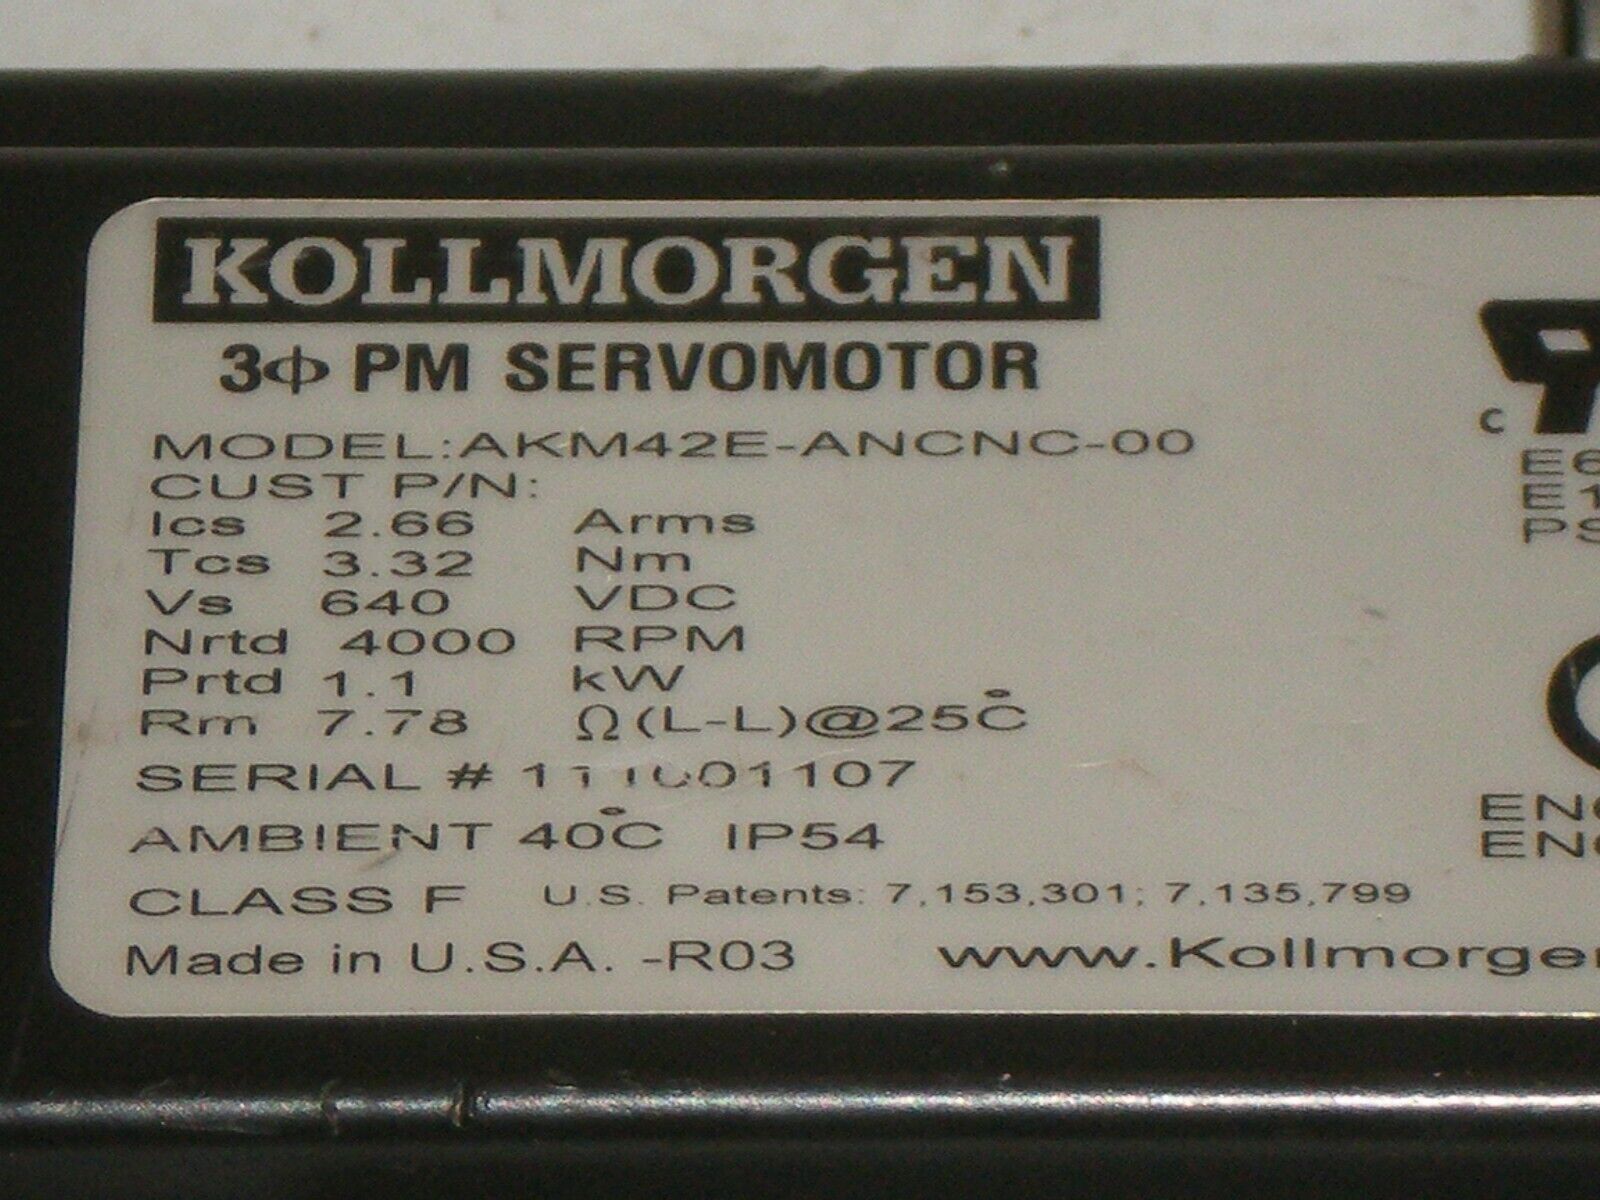 KOLLMORGEN
3Φ PM SERVOMOTOR
MODEL:AKM42E-ANCNC-00
CUST P/N:
Ics 2.66 Arms
Tcs 3.32 Nm
Vs 640 VDC
Nrtd 4000 RPM
Prtd 1.1 kW
Rm 7.78 Ω(L-L)@25°C
SERIAL #
AMBIENT 40°C IP54
CLASS F U.S. Patents: 7,153,301; 7,135,799
Made in U.S.A. -R03 www.Kollmorgen
c